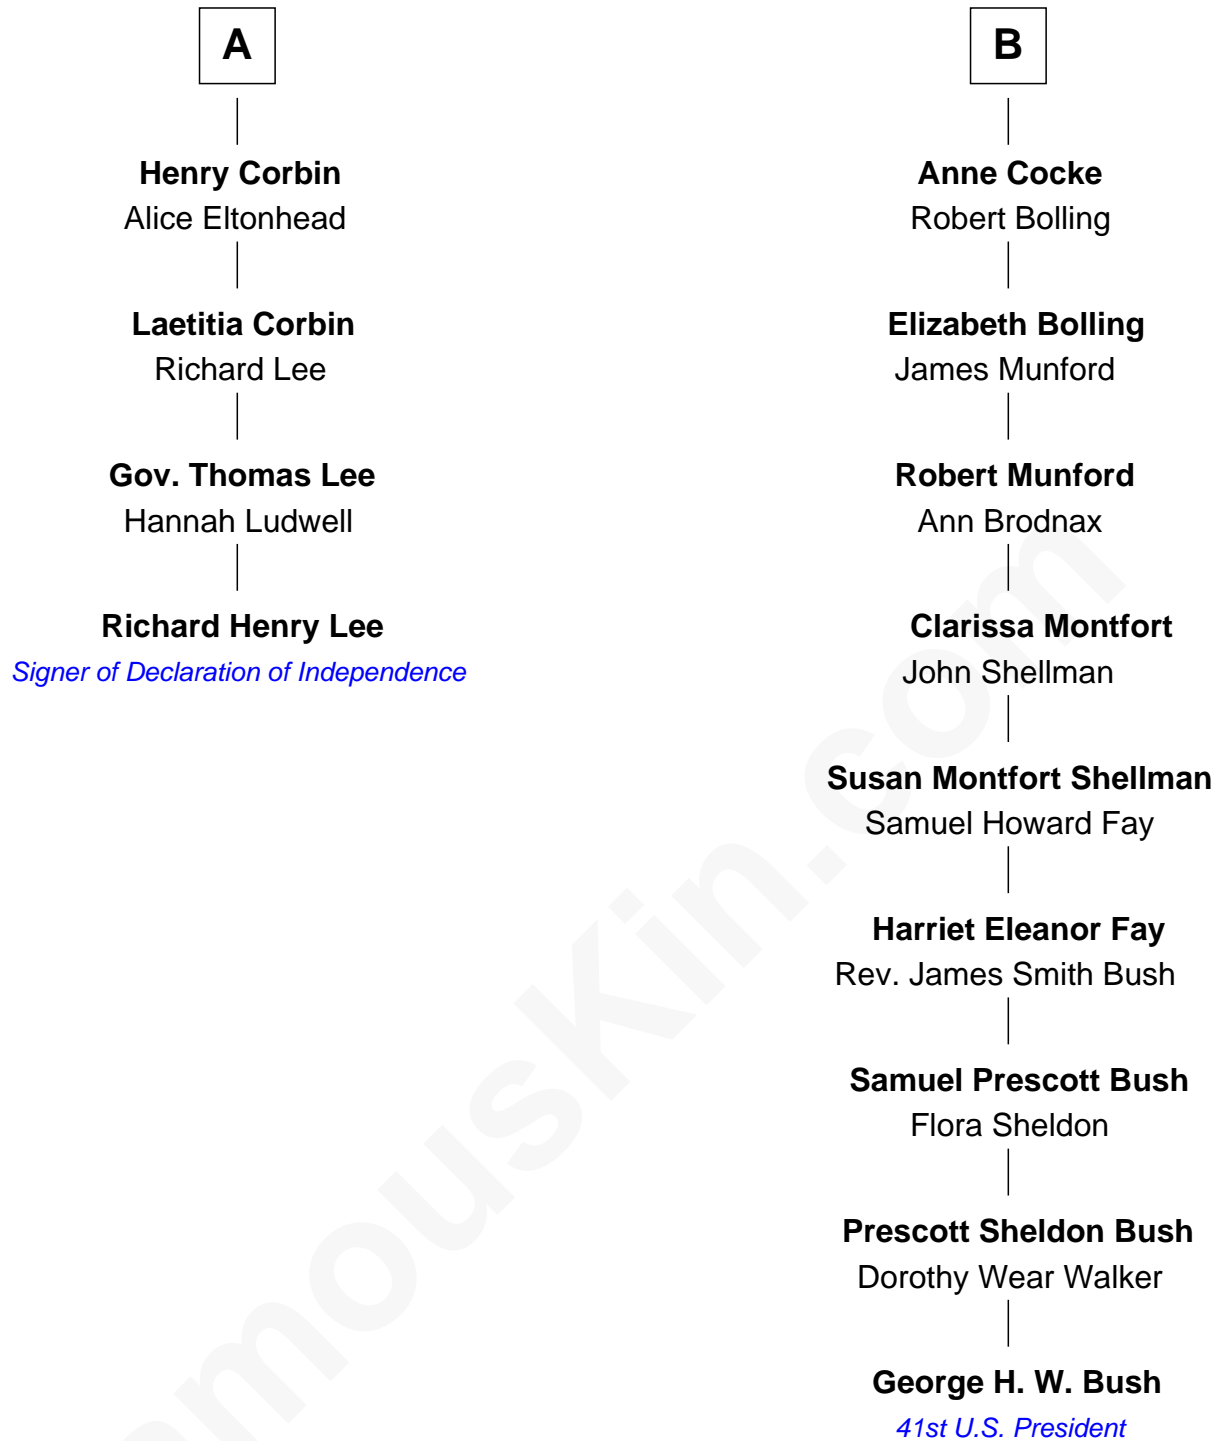 A
Henry Corbin
Alice Eltonhead
Laetitia Corbin
Richard Lee
Gov. Thomas Lee
Hannah Ludwell
Richard Henry Lee
Signer of Declaration of Independence
B
Anne Cocke
Robert Bolling
Elizabeth Bolling
James Munford
Robert Munford
Ann Brodnax
Clarissa Montfort
John Shellman
Susan Montfort Shellman
Samuel Howard Fay
Harriet Eleanor Fay
Rev. James Smith Bush
Samuel Prescott Bush
Flora Sheldon
Prescott Sheldon Bush
Dorothy Wear Walker
George H. W. Bush
41st U.S. President
amousKin.com